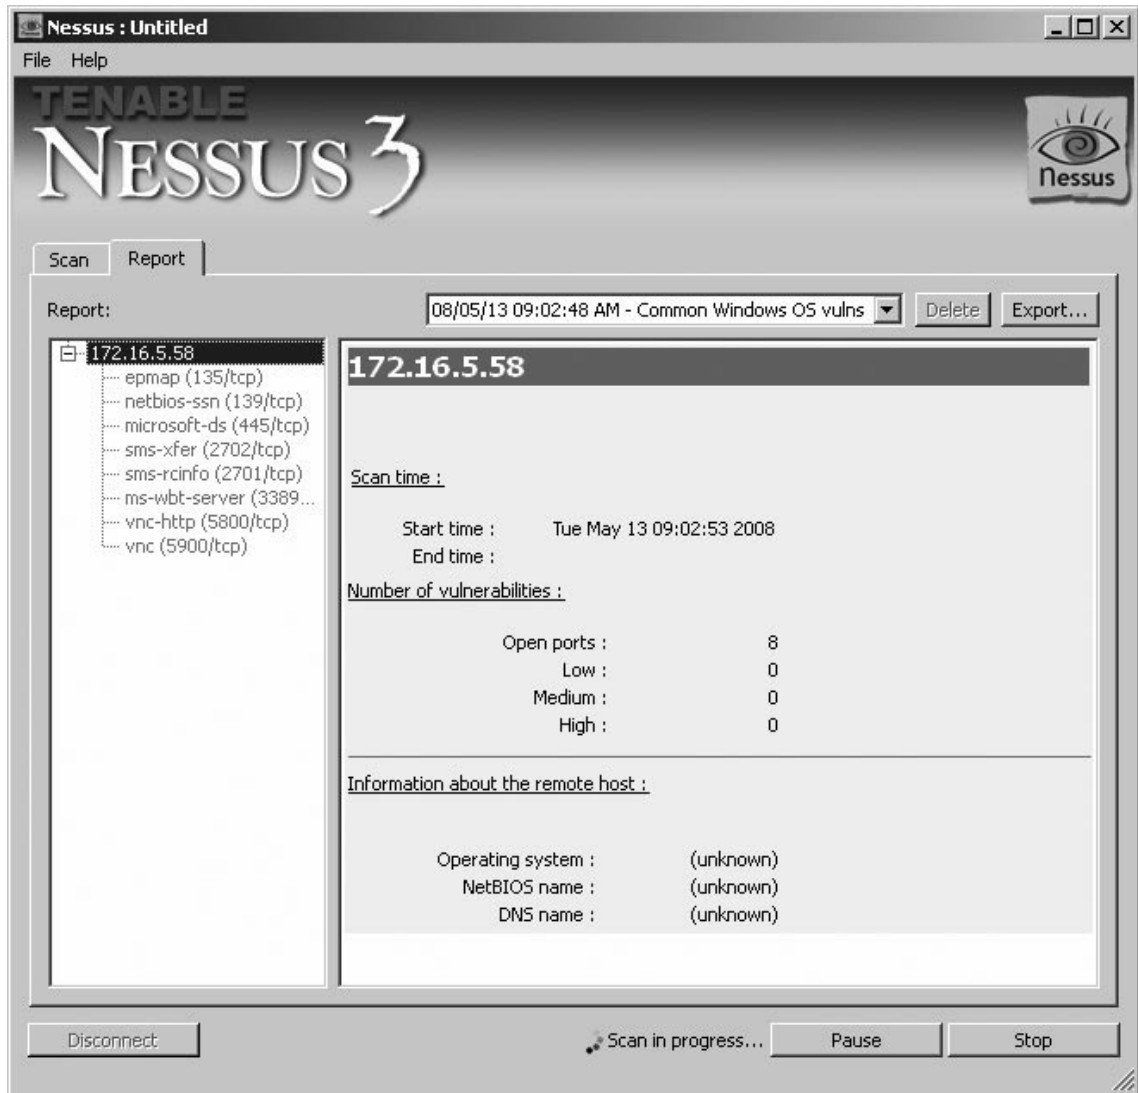 Nessus : Untitled
File Help
TENABLE
NESSUS 3
nessus
Scan Report
Report: 08/05/13 09:02:48 AM - Common Windows OS vulns Delete Export...
172.16.5.58
epmap (135/tcp)
netbios-ssn (139/tcp)
microsoft-ds (445/tcp)
sms-xfer (2702/tcp)
sms-rcinfo (2701/tcp)
ms-wbt-server (3389...
vnc-http (5800/tcp)
vnc (5900/tcp)
172.16.5.58
Scan time :
Start time : Tue May 13 09:02:53 2008
End time :
Number of vulnerabilities :
Open ports : 8
Low : 0
Medium : 0
High : 0
Information about the remote host :
Operating system : (unknown)
NetBIOS name : (unknown)
DNS name : (unknown)
Disconnect Scan in progress... Pause Stop